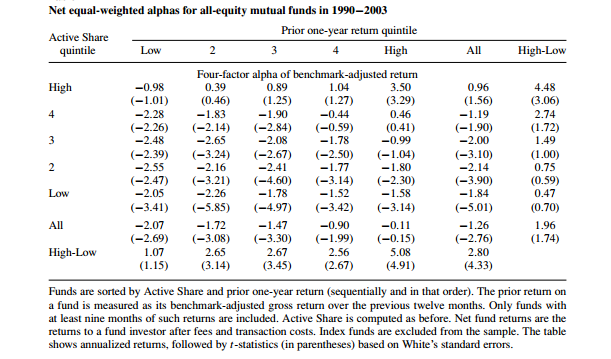 Net equal-weighted alphas for all-equity mutual funds in 1990−2003
Active Share quintile Prior one-year return quintile
Low 2 3 4 High All High-Low
Four-factor alpha of benchmark-adjusted return
High −0.98 0.39 0.89 1.04 3.50 0.96 4.48
(−1.01) (0.46) (1.25) (1.27) (3.29) (1.56) (3.06)
4 −2.28 −1.83 −1.90 −0.44 0.46 −1.19 2.74
(−2.26) (−2.14) (−2.84) (−0.59) (0.41) (−1.90) (1.72)
3 −2.48 −2.65 −2.08 −1.78 −0.99 −2.00 1.49
(−2.39) (−3.24) (−2.67) (−2.50) (−1.04) (−3.10) (1.00)
2 −2.55 −2.16 −2.41 −1.77 −1.80 −2.14 0.75
(−2.47) (−3.21) (−4.60) (−3.14) (−2.30) (−3.90) (0.59)
Low −2.05 −2.26 −1.78 −1.52 −1.58 −1.84 0.47
(−3.41) (−5.85) (−4.97) (−3.42) (−3.14) (−5.01) (0.70)
All −2.07 −1.72 −1.47 −0.90 −0.11 −1.26 1.96
(−2.69) (−3.08) (−3.30) (−1.99) (−0.15) (−2.76) (1.74)
High-Low 1.07 2.65 2.67 2.56 5.08 2.80
(1.15) (3.14) (3.45) (2.67) (4.91) (4.33)
Funds are sorted by Active Share and prior one-year return (sequentially and in that order). The prior return on
a fund is measured as its benchmark-adjusted gross return over the previous twelve months. Only funds with
at least nine months of such returns are included. Active Share is computed as before. Net fund returns are the
returns to a fund investor after fees and transaction costs. Index funds are excluded from the sample. The table
shows annualized returns, followed by t-statistics (in parentheses) based on White's standard errors.